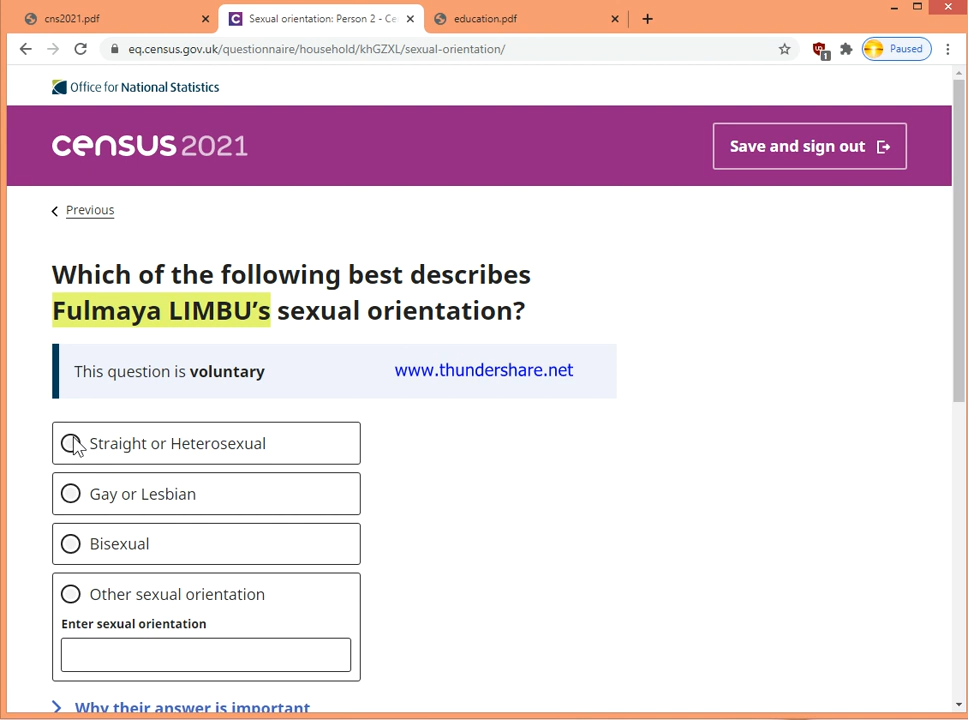 cns2021.pdf
Sexual orientation: Person 2 - Ce
education.pdf
eq.census.gov.uk/questionnaire/household/khGZXL/sexual-orientation/
1
Paused
Office for National Statistics
census 2021
Save and sign out
Previous
Which of the following best describes
Fulmaya LIMBU’s sexual orientation?
This question is voluntary
www.thundershare.net
Straight or Heterosexual
Gay or Lesbian
Bisexual
Other sexual orientation
Enter sexual orientation
Why their answer is important